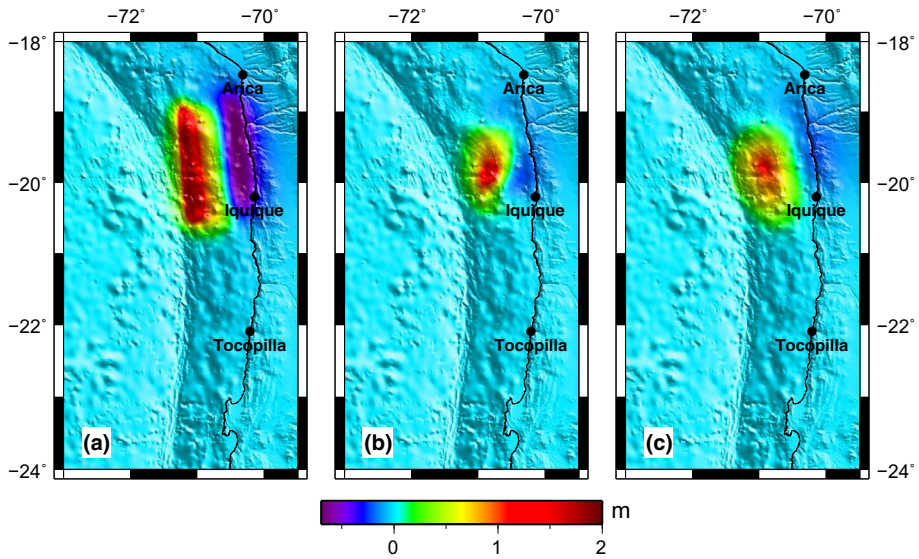 −72˚ −70˚ −72˚ −70˚ −72˚ −70˚
−18˚ −18˚
Arica Arica Arica
−20˚ −20˚
Iquique Iquique Iquique
−22˚ −22˚
Tocopilla Tocopilla Tocopilla
(a) (b) (c)
−24˚ −24˚
m
0 1 2